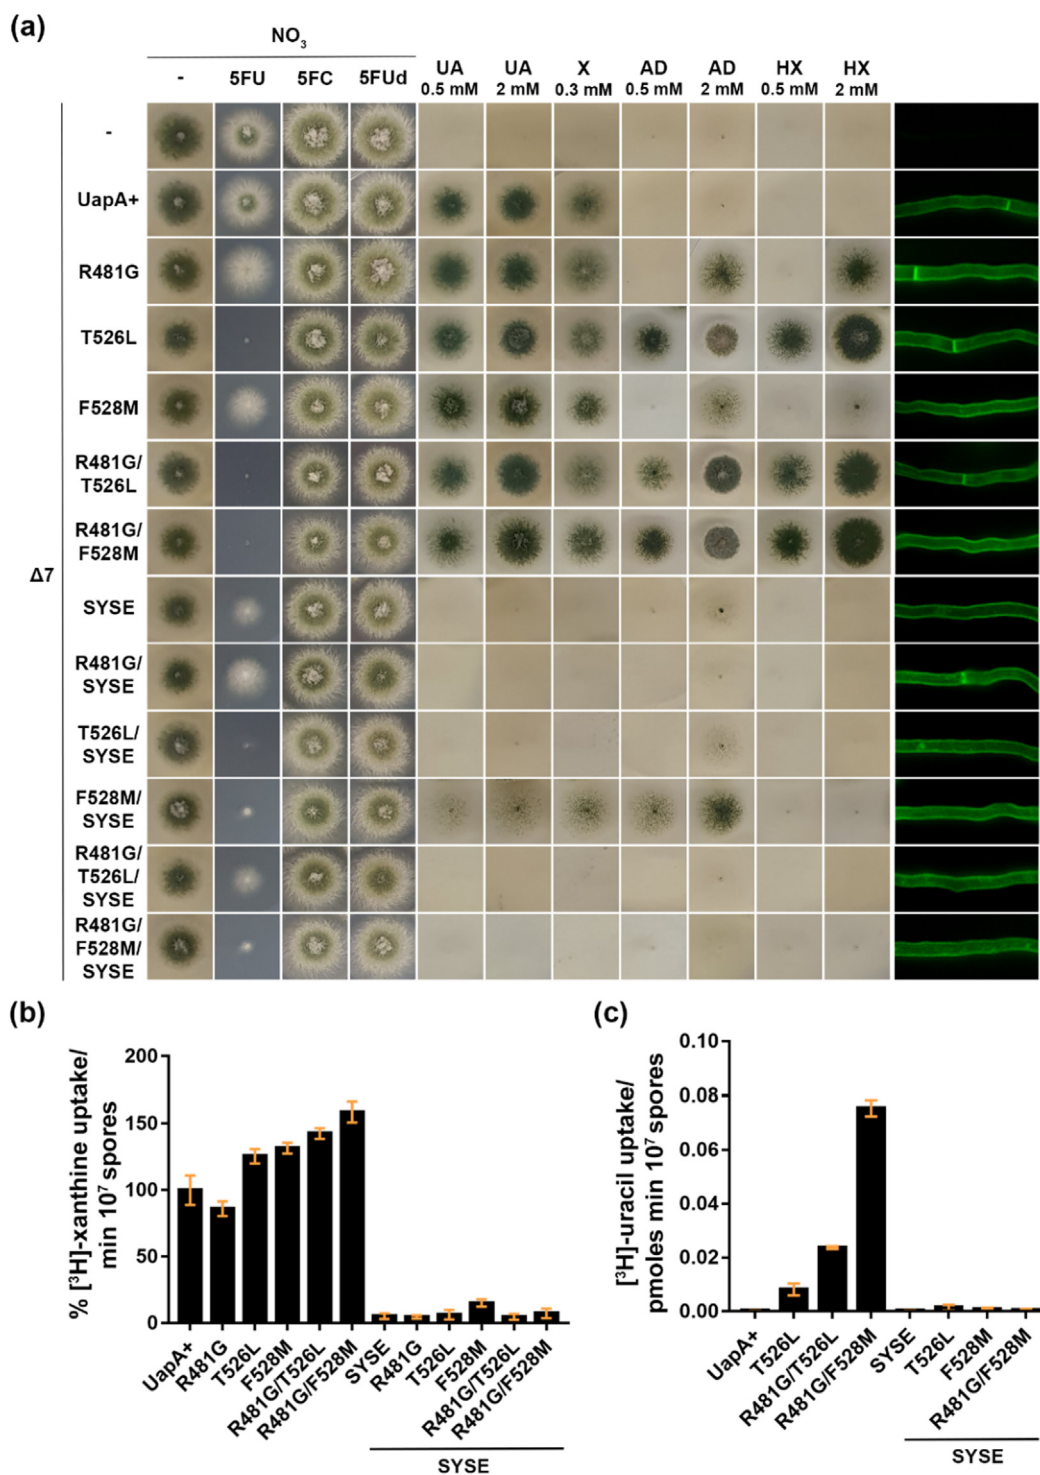 (a)
NO3
-
5FU
5FC
5FUd
UA
0.5 mM
UA
2 mM
X
0.3 mM
AD
0.5 mM
AD
2 mM
HX
0.5 mM
HX
2 mM
Δ7
-
UapA+
R481G
T526L
F528M
R481G/
T526L
R481G/
F528M
SYSE
R481G/
SYSE
T526L/
SYSE
F528M/
SYSE
R481G/
T526L/
SYSE
R481G/
F528M/
SYSE
(b)
% [³H]-xanthine uptake/
min 10⁷ spores
200
150
100
50
0
UapA+
R481G
T526L
F528M
R481G/T526L
R481G/F528M
SYSE
R481G
T526L
F528M
R481G/T526L
R481G/F528M
SYSE
(c)
[³H]-uracil uptake/
pmoles min 10⁷ spores
0.10
0.08
0.06
0.04
0.02
0.00
UapA+
T526L
R481G/T526L
R481G/F528M
SYSE
T526L
F528M
R481G/F528M
SYSE